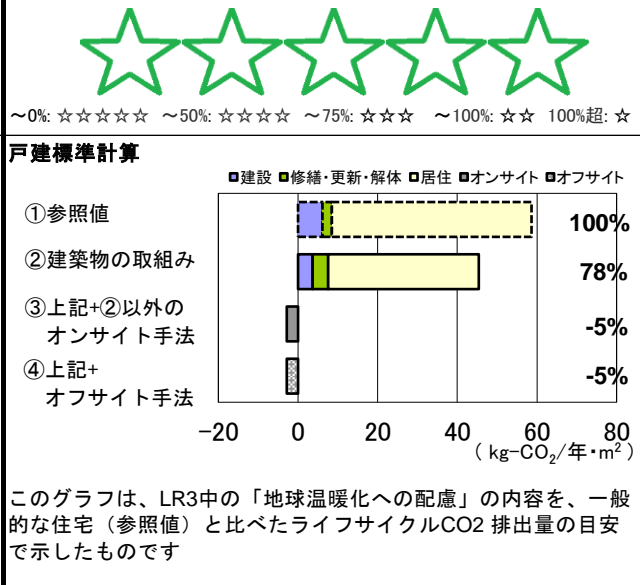 ～0%: ☆☆☆☆☆ ～50%: ☆☆☆☆ ～75%: ☆☆☆ ～100%: ☆☆ 100%超: ☆
戸建標準計算
建設 修繕・更新・解体 居住 オンサイト オフサイト
①参照値 100%
②建築物の取組み 78%
③上記+②以外の
オンサイト手法 -5%
④上記+
オフサイト手法 -5%
-20 0 20 40 60 80
( kg-CO₂/年・m² )
このグラフは、LR3中の「地球温暖化への配慮」の内容を、一般
的な住宅（参照値）と比べたライフサイクルCO2 排出量の目安
で示したものです